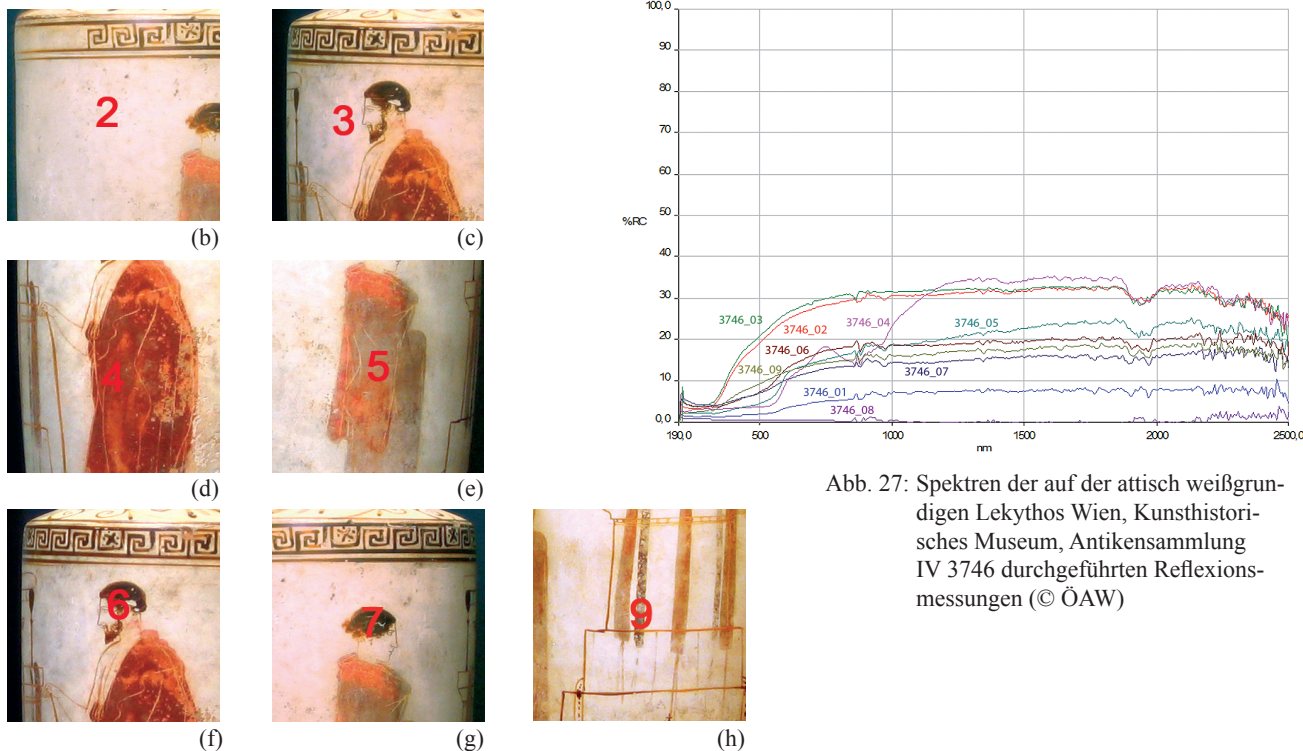 2
(b)
3
(c)
4
(d)
5
(e)
6
(f)
7
(g)
9
(h)
100,0
90
80
70
60
50
%RC
40
30
20
10
0,0
190,0
500
1000
1500
2000
2500,0
nm
3746_03
3746_02
3746_04
3746_05
3746_06
3746_09
3746_07
3746_01
3746_08
Abb. 27: Spektren der auf der attisch weißgrun-
digen Lekythos Wien, Kunsthistori-
sches Museum, Antikensammlung
IV 3746 durchgeführten Reflexions-
messungen (© ÖAW)